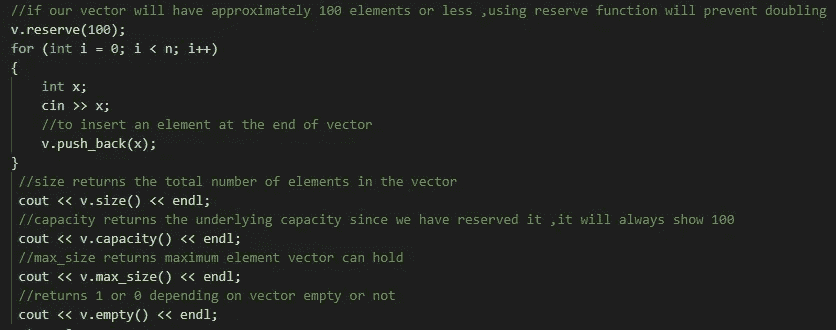 //if our vector will have approximately 100 elements or less ,using reserve function will prevent doubling
v.reserve(100);
for (int i = 0; i < n; i++)
{
    int x;
    cin >> x;
    //to insert an element at the end of vector
    v.push_back(x);
}
//size returns the total number of elements in the vector
cout << v.size() << endl;
//capacity returns the underlying capacity since we have reserved it ,it will always show 100
cout << v.capacity() << endl;
//max_size returns maximum element vector can hold
cout << v.max_size() << endl;
//returns 1 or 0 depending on vector empty or not
cout << v.empty() << endl;